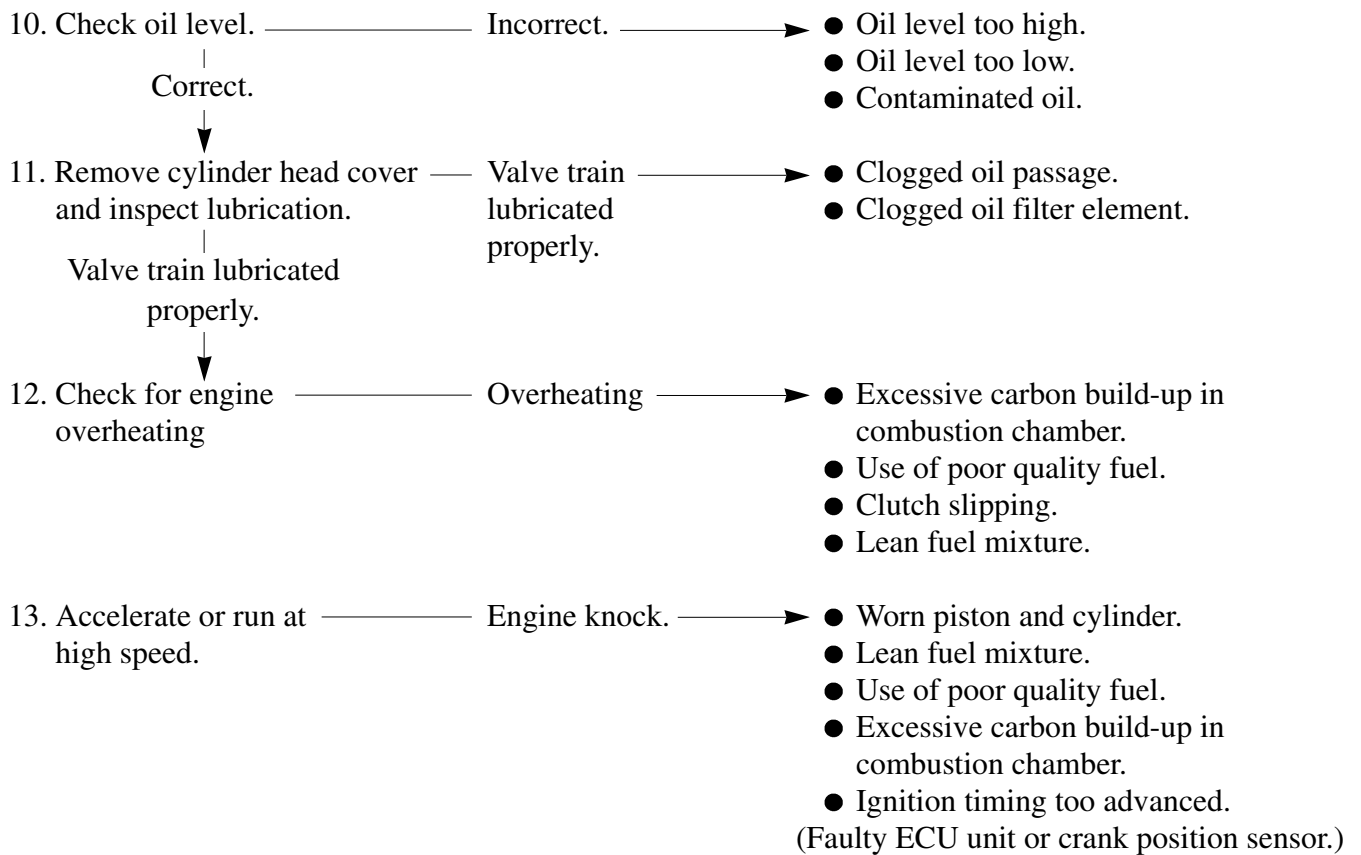 10. Check oil level. Incorrect. ● Oil level too high.
● Oil level too low.
Correct.
● Contaminated oil.
11. Remove cylinder head cover Valve train ● Clogged oil passage.
and inspect lubrication. lubricated ● Clogged oil filter element.
properly.
Valve train lubricated
properly.
12. Check for engine Overheating ● Excessive carbon build-up in
overheating combustion chamber.
● Use of poor quality fuel.
● Clutch slipping.
● Lean fuel mixture.
13. Accelerate or run at Engine knock. ● Worn piston and cylinder.
high speed. ● Lean fuel mixture.
● Use of poor quality fuel.
● Excessive carbon build-up in
combustion chamber.
● Ignition timing too advanced.
(Faulty ECU unit or crank position sensor.)